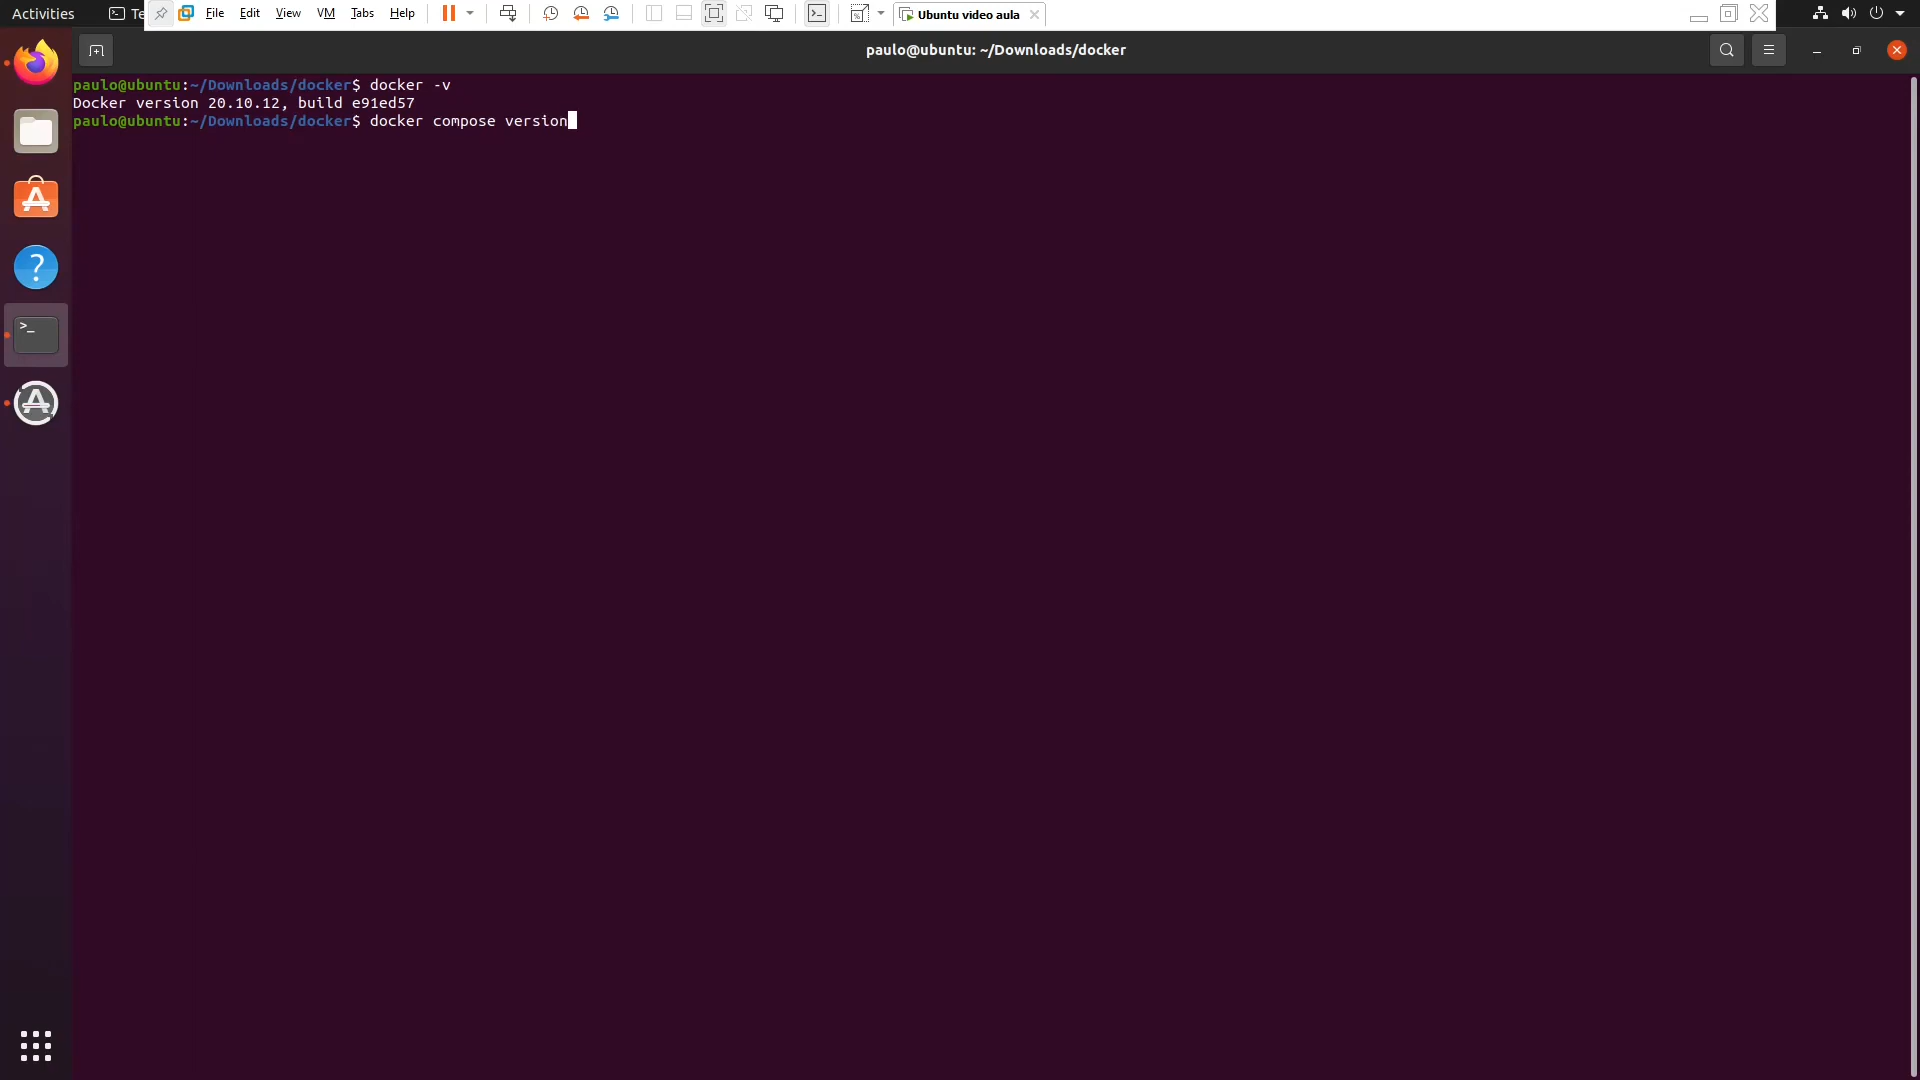 Activities
Te
File Edit View VM Tabs Help
Ubuntu video aula
paulo@ubuntu: ~/Downloads/docker
paulo@ubuntu:~/Downloads/docker$ docker -v
Docker version 20.10.12, build e91ed57
paulo@ubuntu:~/Downloads/docker$ docker compose version